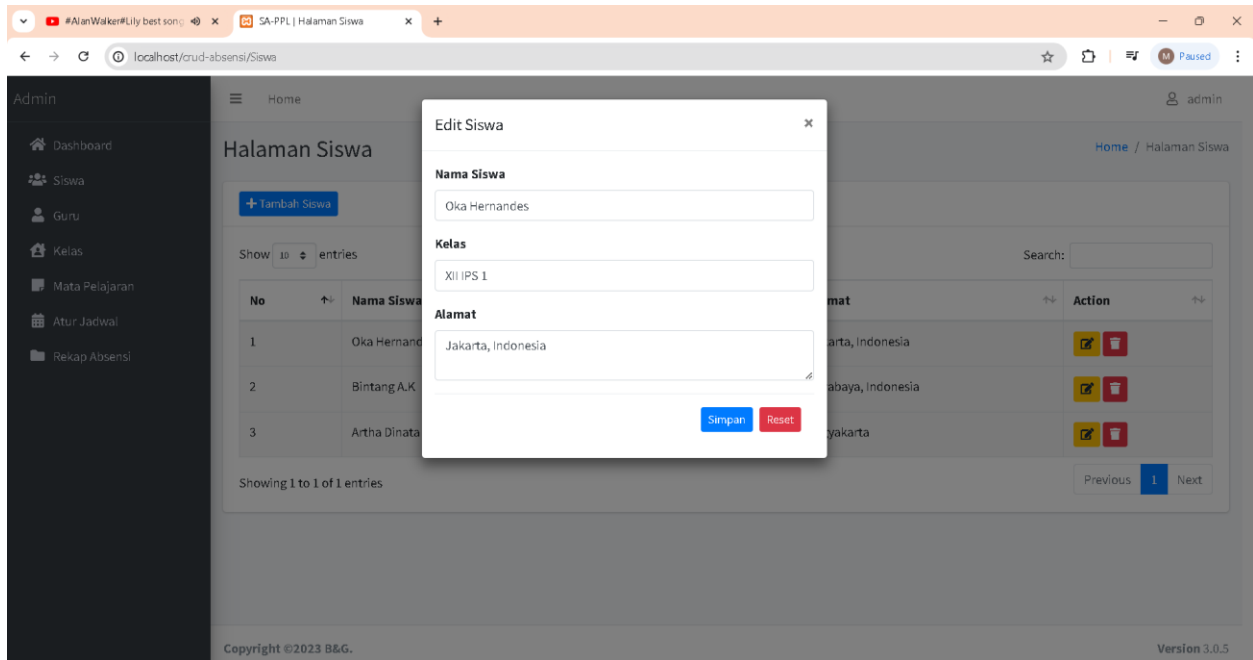 #AlanWalker#Lily best song
SA-PPL | Halaman Siswa
localhost/crud-absensi/Siswa
M Paused
Admin
Home
admin
Dashboard
Siswa
Guru
Kelas
Mata Pelajaran
Atur Jadwal
Rekap Absensi
Halaman Siswa
Home / Halaman Siswa
+ Tambah Siswa
Show 10 entries
Search:
No Nama Siswa mat Action
1 Oka Hernand arta, Indonesia
2 Bintang A.K abaya, Indonesia
3 Artha Dinata yakarta
Showing 1 to 1 of 1 entries
Previous 1 Next
Edit Siswa
Nama Siswa
Oka Hernandes
Kelas
XII IPS 1
Alamat
Jakarta, Indonesia
Simpan Reset
Copyright ©2023 B&G.
Version 3.0.5